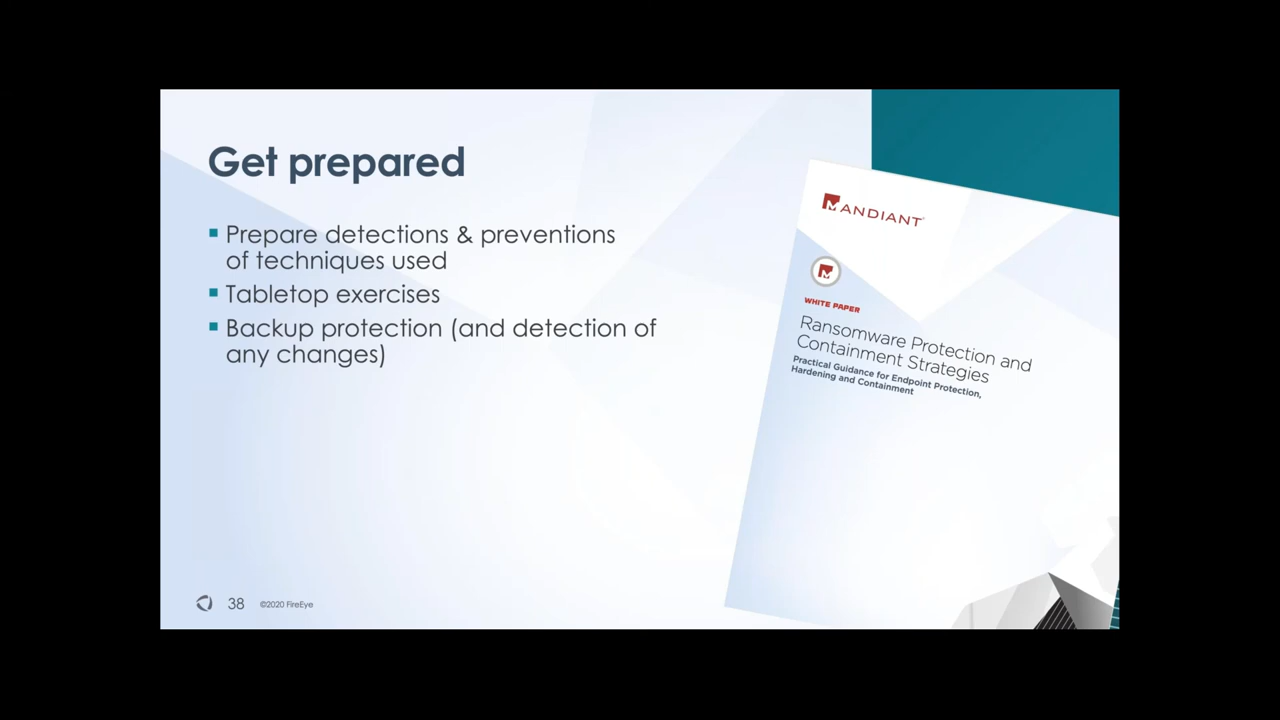 Get prepared
▪ Prepare detections & preventions
of techniques used
▪ Tabletop exercises
▪ Backup protection (and detection of
any changes)
MANDIANT
WHITE PAPER
Ransomware Protection and
Containment Strategies
Practical Guidance for Endpoint Protection,
Hardening and Containment
38 ©2020 FireEye